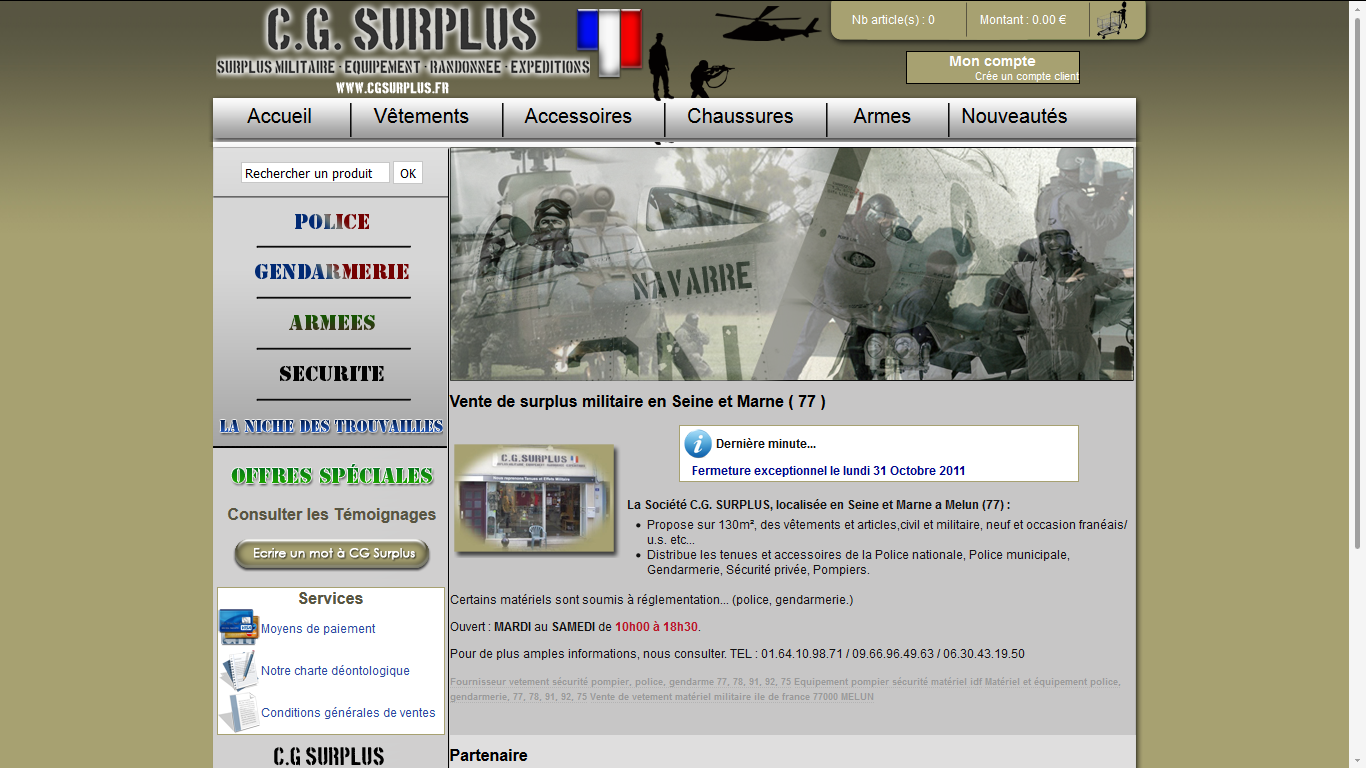 C.G. SURPLUS
SURPLUS MILITAIRE - EQUIPEMENT - RANDONNEE - EXPEDITIONS
WWW.CGSURPLUS.FR
Nb article(s) : 0
Montant : 0.00 €
Mon compte
Crée un compte client
Accueil
Vêtements
Accessoires
Chaussures
Armes
Nouveautés
Rechercher un produit
OK
POLICE
GENDARMERIE
ARMEES
SECURITE
LA NICHE DES TROUVAILLES
OFFRES SPÉCIALES
Consulter les Témoignages
Ecrire un mot à CG Surplus
Services
Moyens de paiement
Notre charte déontologique
Conditions générales de ventes
C.G SURPLUS
NAVARRE
Vente de surplus militaire en Seine et Marne ( 77 )
C.G.SURPLUS
Dernière minute...
Fermeture exceptionnel le lundi 31 Octobre 2011
La Société C.G. SURPLUS, localisée en Seine et Marne a Melun (77) :
Propose sur 130m², des vêtements et articles,civil et militaire, neuf et occasion franéais/
u.s. etc...
Distribue les tenues et accessoires de la Police nationale, Police municipale,
Gendarmerie, Sécurité privée, Pompiers.
Certains matériels sont soumis à réglementation... (police, gendarmerie.)
Ouvert : MARDI au SAMEDI de 10h00 à 18h30.
Pour de plus amples informations, nous consulter. TEL : 01.64.10.98.71 / 09.66.96.49.63 / 06.30.43.19.50
Fournisseur vetement sécurité pompier, police, gendarme 77, 78, 91, 92, 75 Equipement pompier sécurité matériel idf Matériel et équipement police,
gendarmerie, 77, 78, 91, 92, 75 Vente de vetement matériel militaire ile de france 77000 MELUN
Partenaire